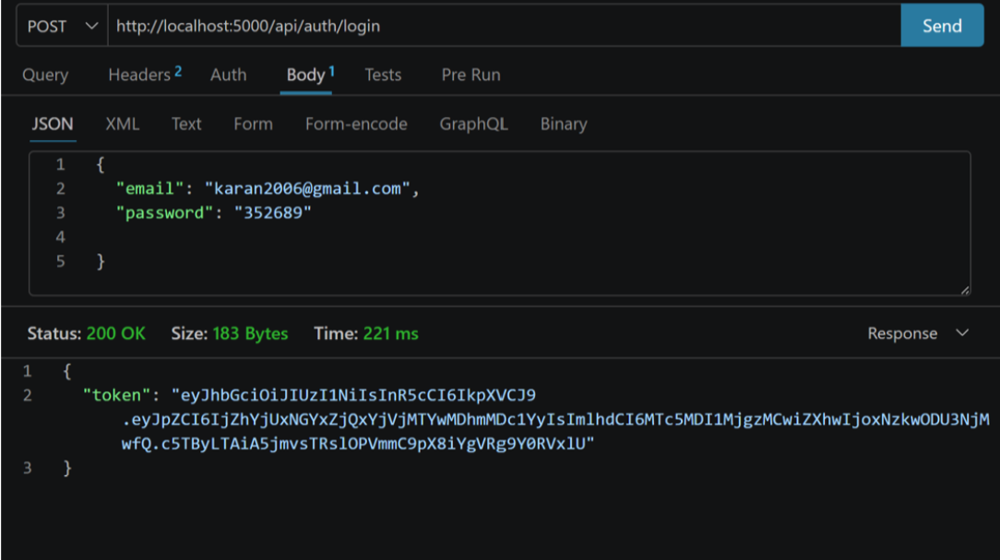 POST http://localhost:5000/api/auth/login Send
Query Headers 2 Auth Body 1 Tests Pre Run
JSON XML Text Form Form-encode GraphQL Binary
1 {
2 "email": "karan2006@gmail.com",
3 "password": "352689"
4
5 }
Status: 200 OK Size: 183 Bytes Time: 221 ms Response
1 {
2 "token": "eyJhbGciOiJIUzI1NiIsInR5cCI6IkpXVCJ9
.eyJpZCI6IjZhYjUxNGYxZjQxYjVjMTYwMDhmMDc1YyIsImlhdCI6MTc5MDI1MjgzMCwiZXhwIjoxNzkwODU3NjM
wfQ.c5TByLTAiA5jmvsTRslOPVmmC9pX8iYgVRg9Y0RVxlU"
3 }